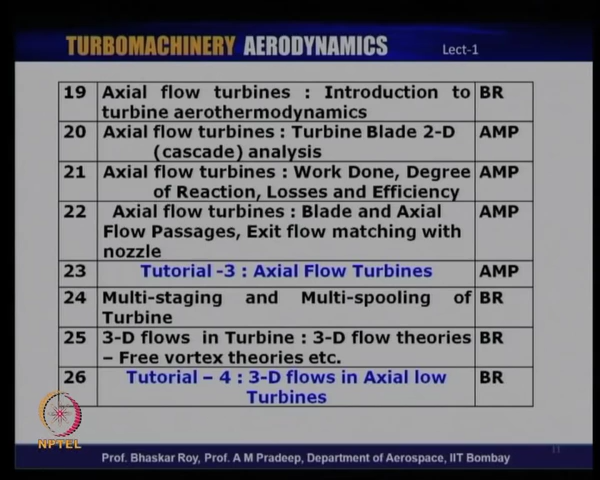 TURBOMACHINERY AERODYNAMICS Lect-1
19 Axial flow turbines : Introduction to BR
turbine aerothermodynamics
20 Axial flow turbines : Turbine Blade 2-D AMP
(cascade) analysis
21 Axial flow turbines : Work Done, Degree AMP
of Reaction, Losses and Efficiency
22 Axial flow turbines : Blade and Axial AMP
Flow Passages, Exit flow matching with
nozzle
23 Tutorial -3 : Axial Flow Turbines AMP
24 Multi-staging and Multi-spooling of BR
Turbine
25 3-D flows in Turbine : 3-D flow theories BR
– Free vortex theories etc.
26 Tutorial – 4 : 3-D flows in Axial low BR
Turbines
NPTEL
Prof. Bhaskar Roy, Prof. A M Pradeep, Department of Aerospace, IIT Bombay